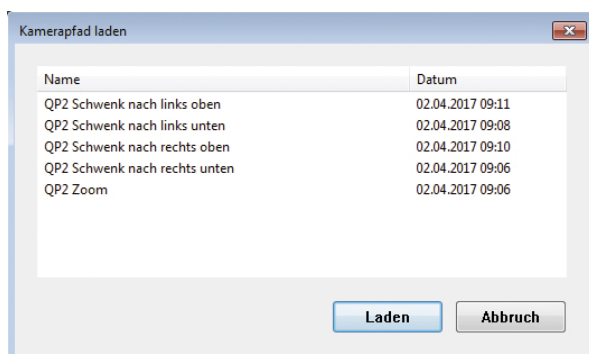 Kamerapfad laden
Name Datum
QP2 Schwenk nach links oben 02.04.2017 09:11
QP2 Schwenk nach links unten 02.04.2017 09:08
QP2 Schwenk nach rechts oben 02.04.2017 09:10
QP2 Schwenk nach rechts unten 02.04.2017 09:06
QP2 Zoom 02.04.2017 09:06
Laden Abbruch